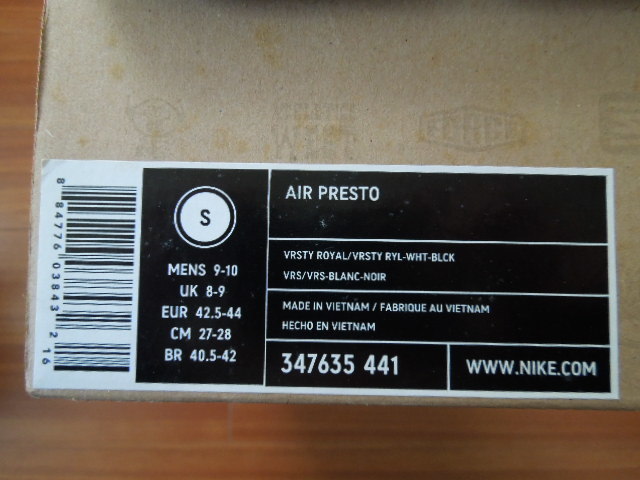 8 84776 03843 2 16
S
MENS 9-10
UK 8-9
EUR 42.5-44
CM 27-28
BR 40.5-42
AIR PRESTO
VRSTY ROYAL/VRSTY RYL-WHT-BLCK
VRS/VRS-BLANC-NOIR
MADE IN VIETNAM / FABRIQUE AU VIETNAM
HECHO EN VIETNAM
347635 441
WWW.NIKE.COM